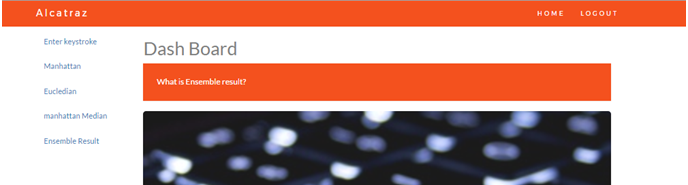 Alcatraz
HOME LOGOUT
Enter keystroke
Manhattan
Eucledian
manhattan Median
Ensemble Result
Dash Board
What is Ensemble result?